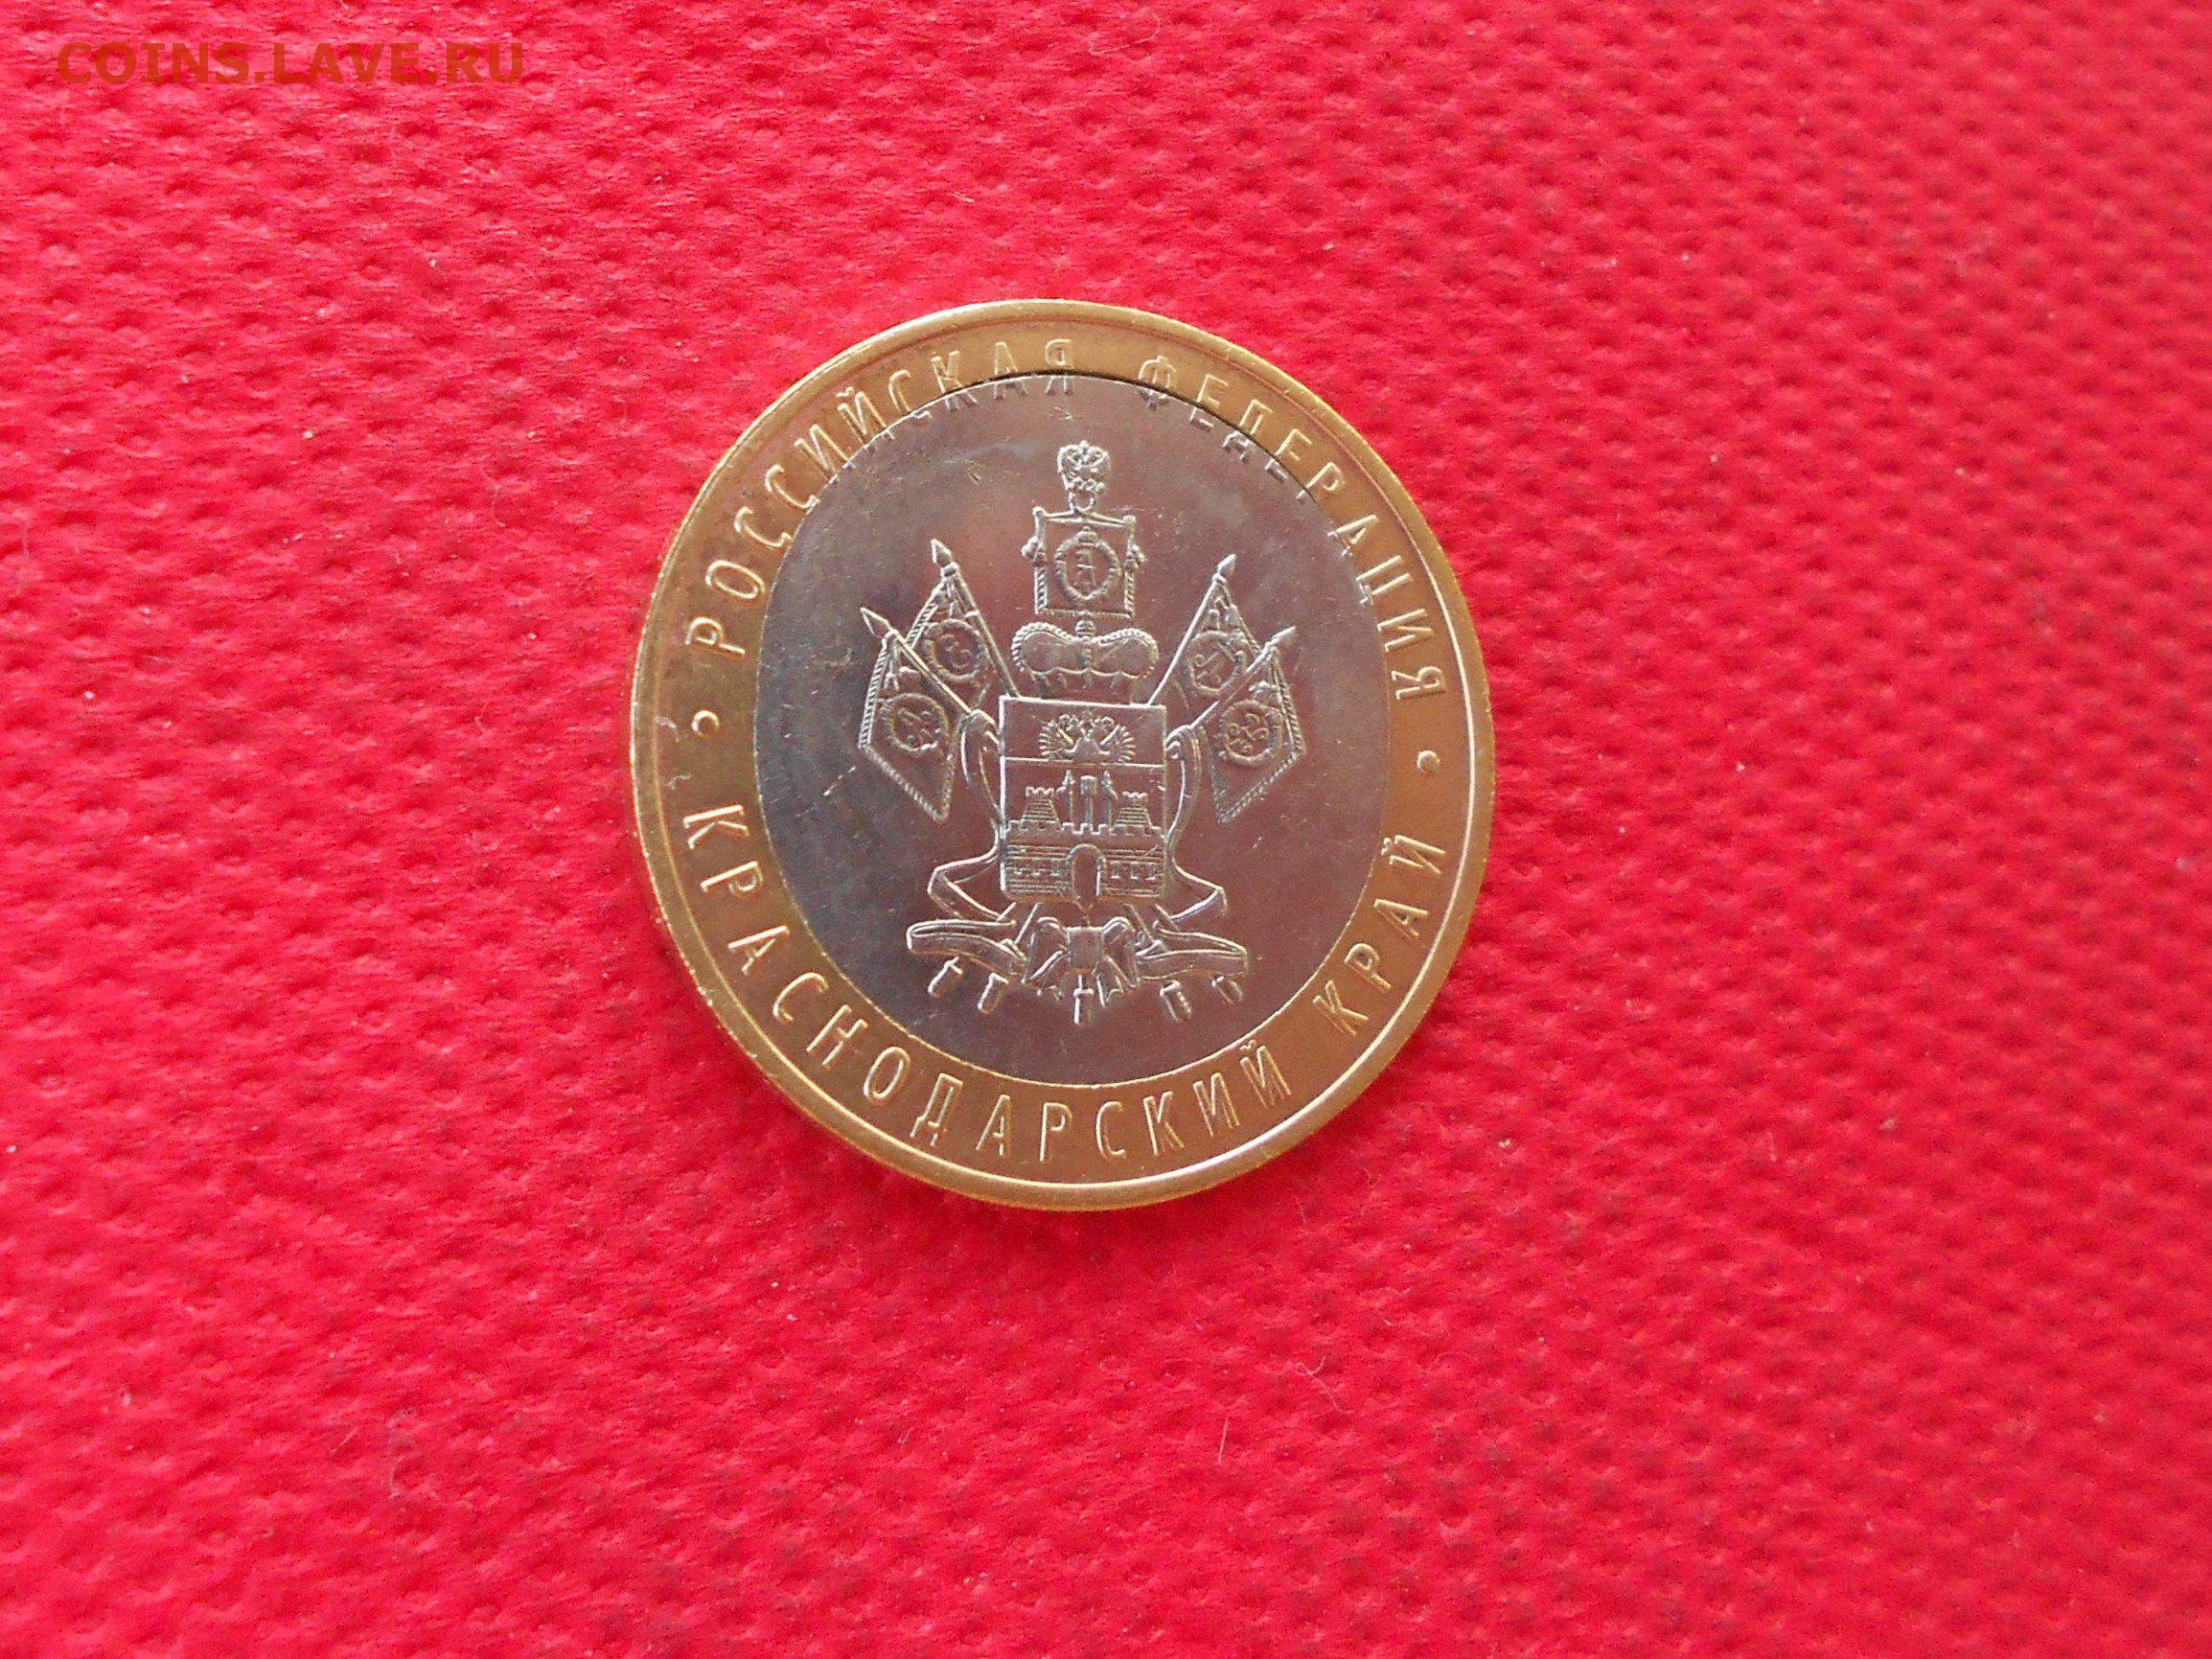 COINS.LAVE.RU
• РОССИЙСКАЯ ФЕДЕРАЦИЯ •
КРАСНОДАРСКИЙ КРАЙ